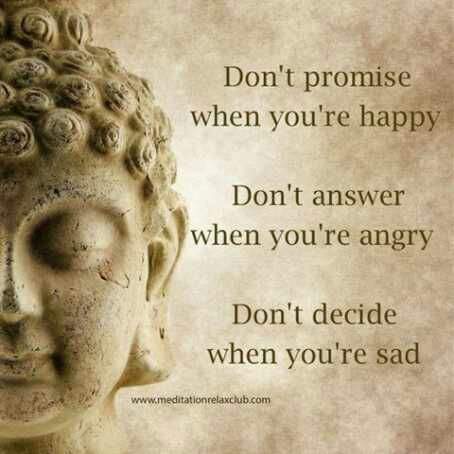 Don't promise
when you're happy
Don't answer
when you're angry
Don't decide
when you're sad
www.meditationrelaxclub.com